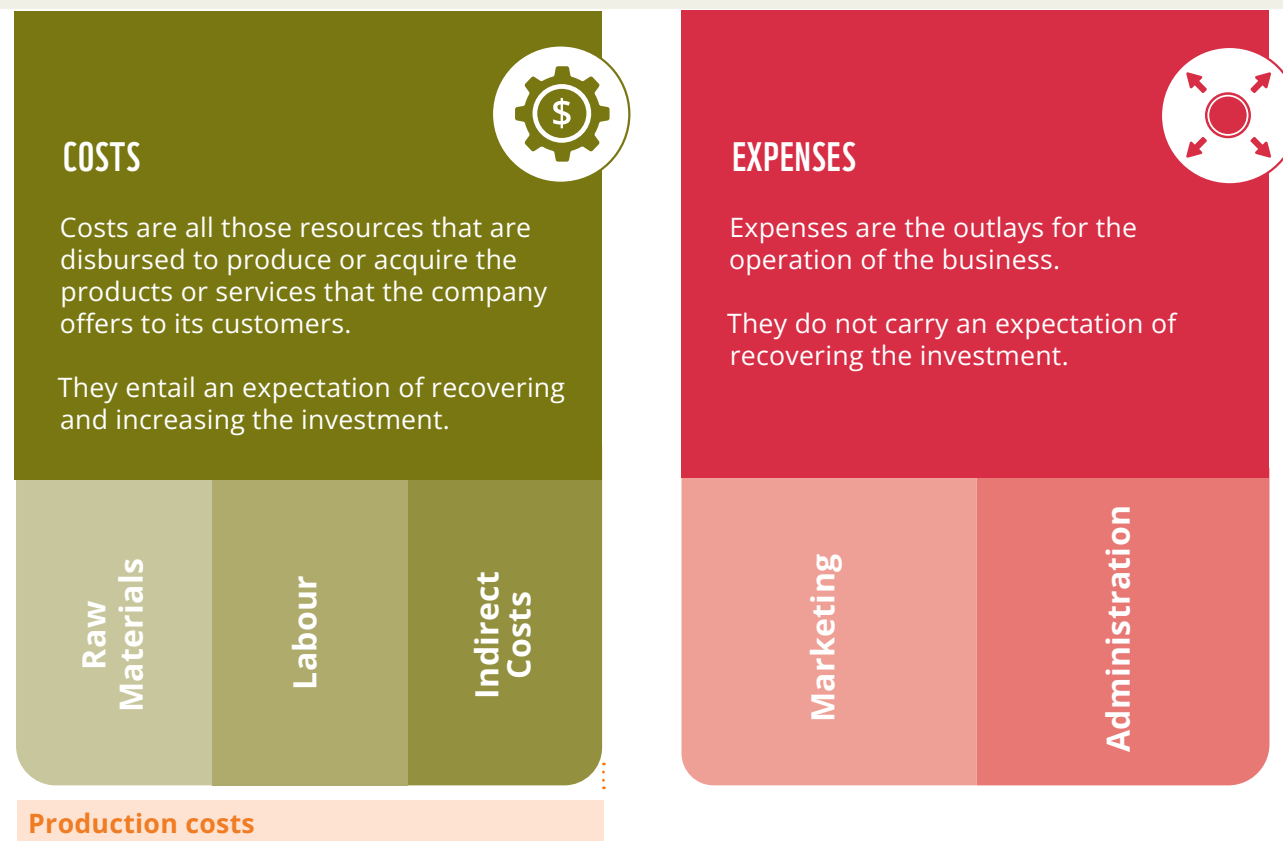 COSTS
$
Costs are all those resources that are
disbursed to produce or acquire the
products or services that the company
offers to its customers.
They entail an expectation of recovering
and increasing the investment.
Raw
Materials
Labour
Indirect
Costs
Production costs
EXPENSES
Expenses are the outlays for the
operation of the business.
They do not carry an expectation of
recovering the investment.
Marketing
Administration